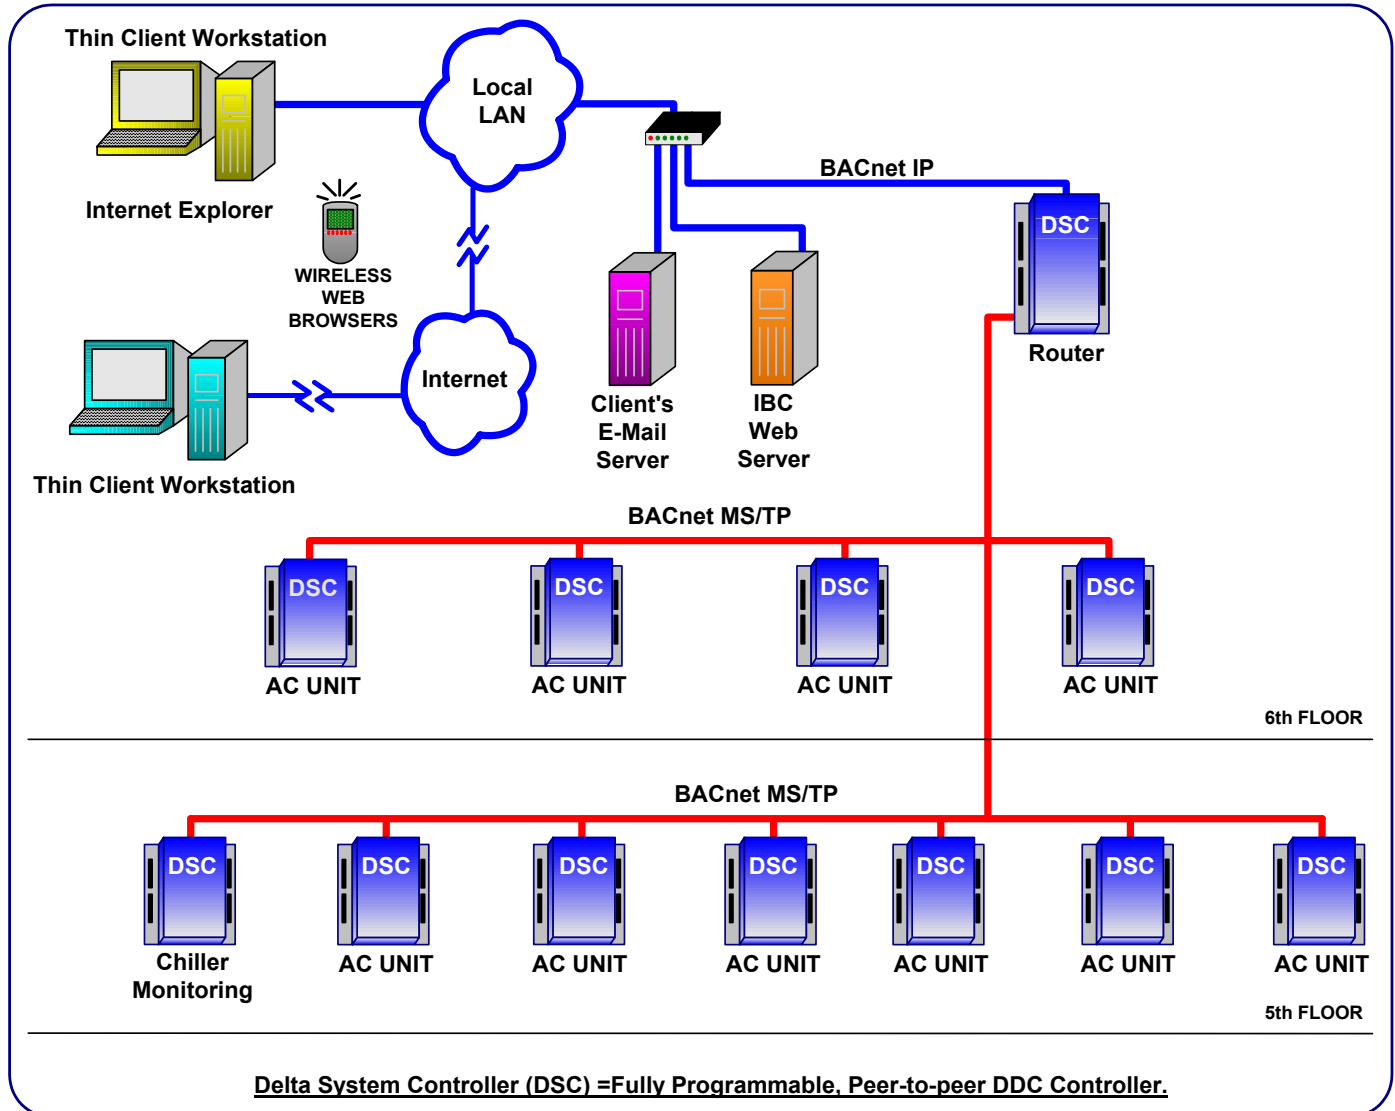 Thin Client Workstation
Local
LAN
BACnet IP
Internet Explorer
DSC
WIRELESS
WEB
BROWSERS
Router
Internet
Client's
E-Mail
Server
IBC
Web
Server
Thin Client Workstation
BACnet MS/TP
DSC
DSC
DSC
DSC
AC UNIT
AC UNIT
AC UNIT
AC UNIT
6th FLOOR
BACnet MS/TP
DSC
DSC
DSC
DSC
DSC
DSC
DSC
Chiller
Monitoring
AC UNIT
AC UNIT
AC UNIT
AC UNIT
AC UNIT
AC UNIT
5th FLOOR
Delta System Controller (DSC) =Fully Programmable, Peer-to-peer DDC Controller.